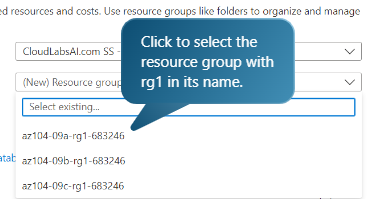 ed resources and costs. Use resource groups like folders to organize and manage
CloudLabsAI.com SS -
Click to select the
resource group with
rg1 in its name.
(New) Resource group
Select existing...
az104-09a-rg1-683246
az104-09b-rg1-683246
az104-09c-rg1-683246
atab